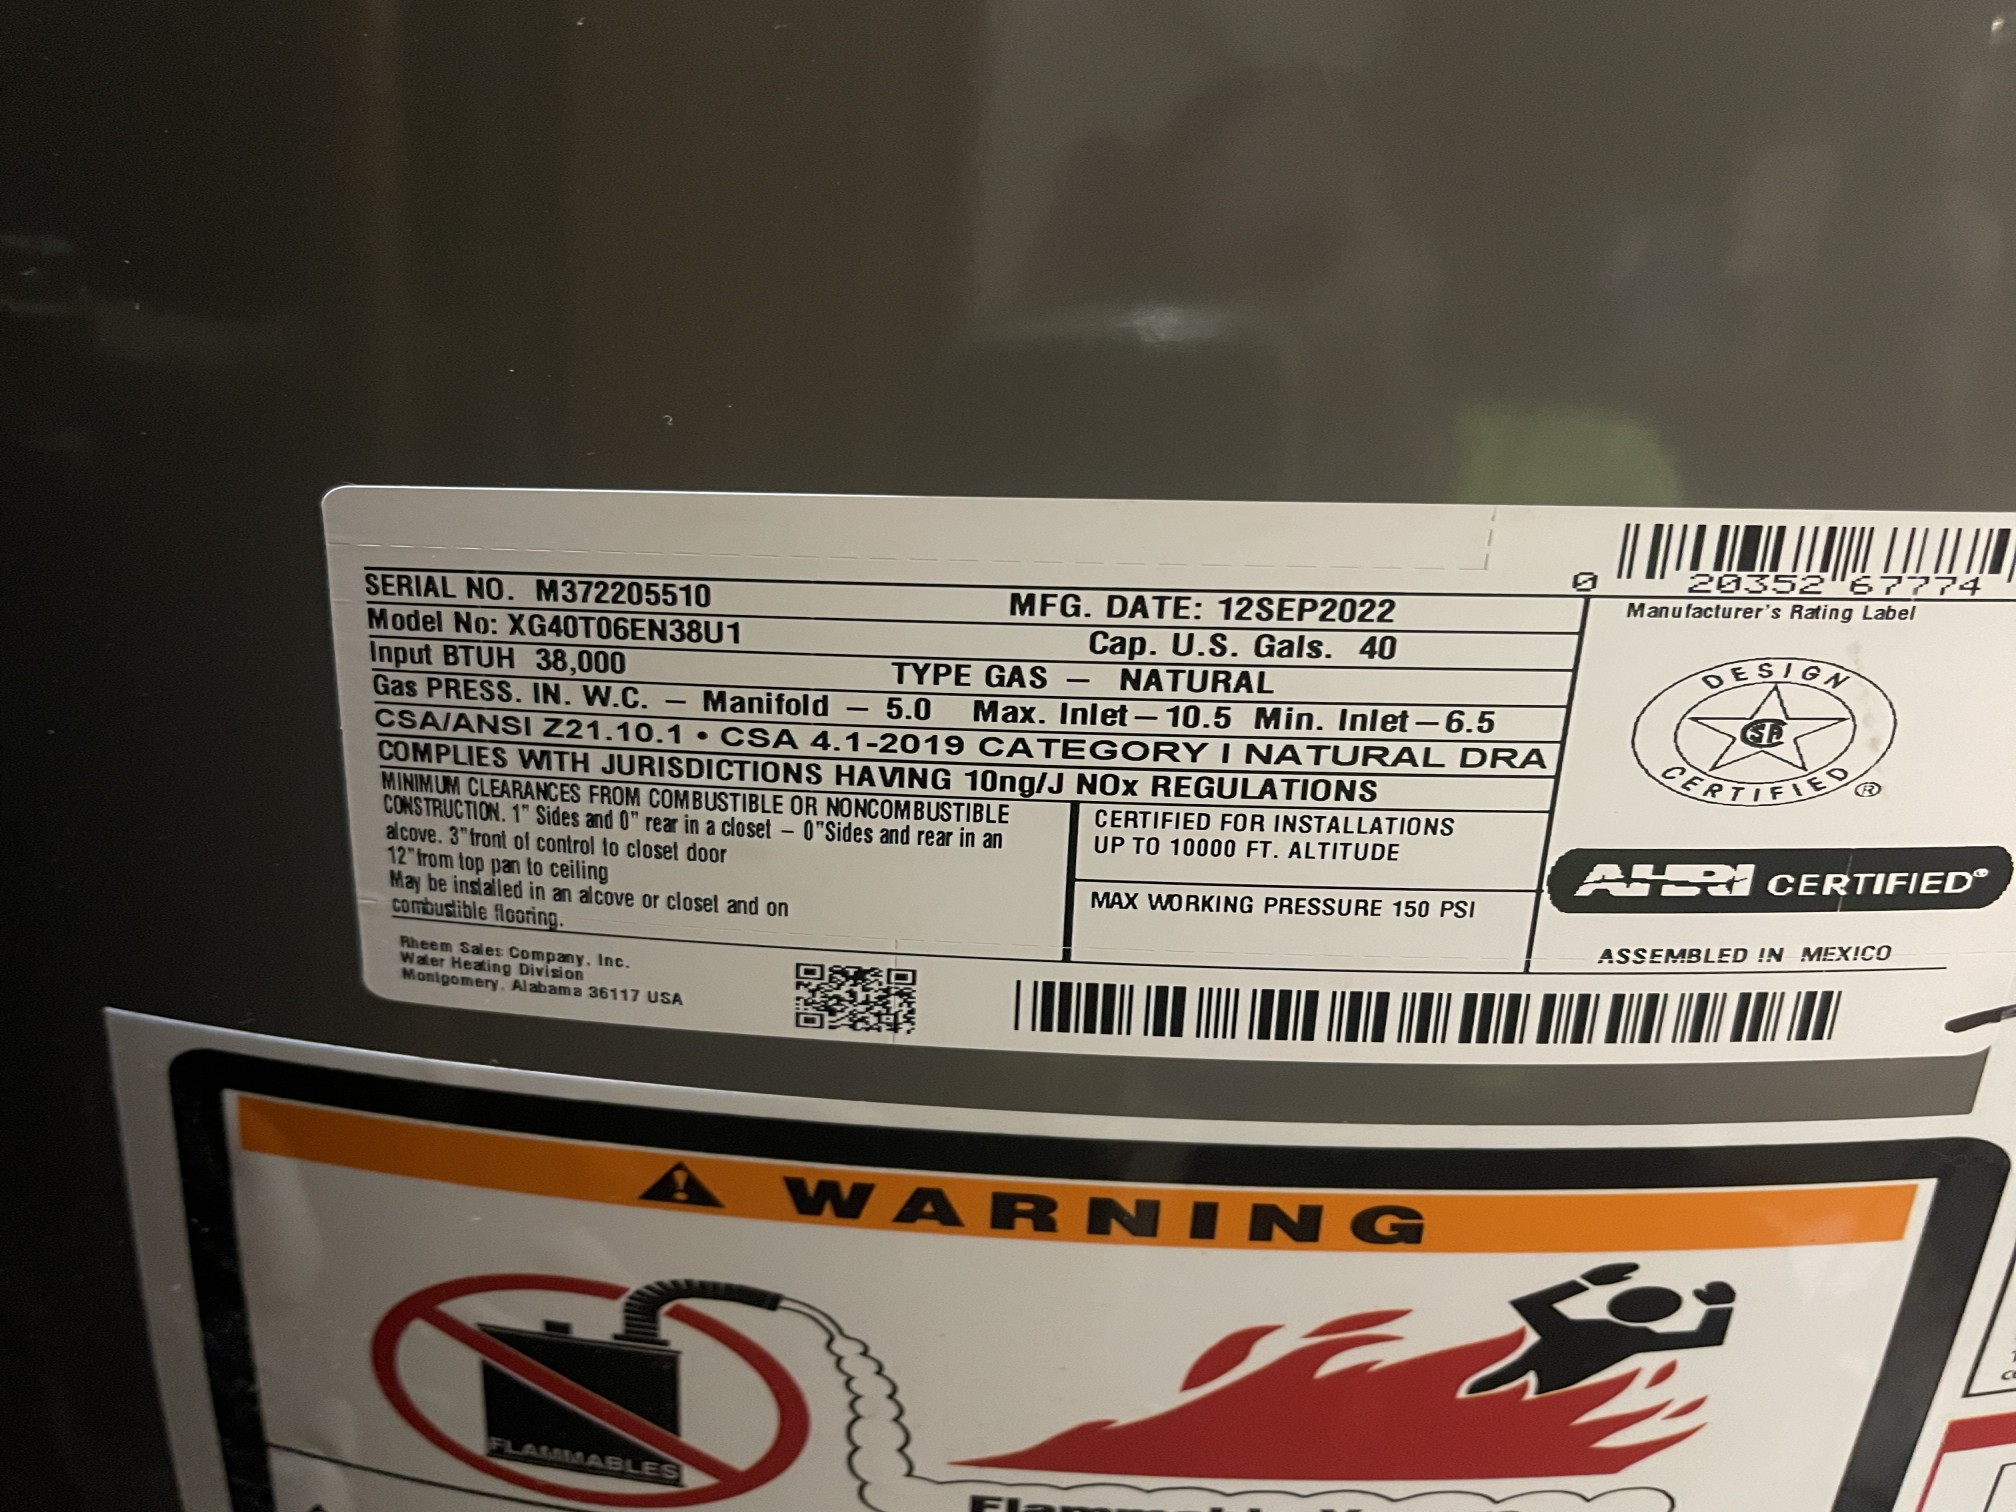 0 20352 67774
SERIAL NO. M372205510 MFG. DATE: 12SEP2022
Model No: XG40T06EN38U1 Cap. U.S. Gals. 40
Input BTUH 38,000 TYPE GAS — NATURAL
Gas PRESS. IN. W.C. — Manifold — 5.0 Max. Inlet—10.5 Min. Inlet—6.5
CSA/ANSI Z21.10.1 • CSA 4.1-2019 CATEGORY I NATURAL DRA
COMPLIES WITH JURISDICTIONS HAVING 10ng/J NOx REGULATIONS
MINIMUM CLEARANCES FROM COMBUSTIBLE OR NONCOMBUSTIBLE
CONSTRUCTION. 1" Sides and 0" rear in a closet — 0"Sides and rear in an
alcove. 3"front of control to closet door
12"from top pan to ceiling
May be installed in an alcove or closet and on
combustible flooring.
CERTIFIED FOR INSTALLATIONS
UP TO 10000 FT. ALTITUDE
MAX WORKING PRESSURE 150 PSI
Manufacturer's Rating Label
DESIGN
CERTIFIED ®
AHRI CERTIFIED®
ASSEMBLED IN MEXICO
Rheem Sales Company, Inc.
Water Heating Division
Montgomery, Alabama 36117 USA
WARNING
FLAMMABLES